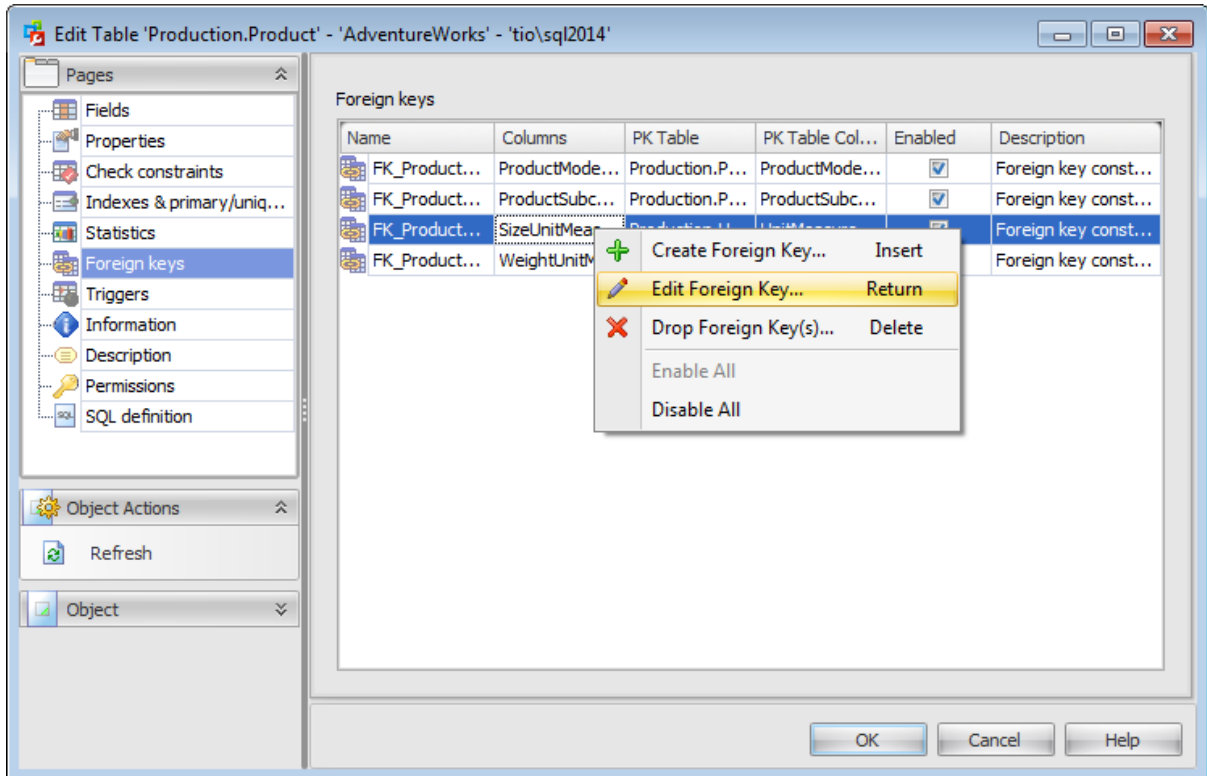 Edit Table 'Production.Product' - 'AdventureWorks' - 'tio\sql2014'
Pages
Fields
Properties
Check constraints
Indexes & primary/uniq...
Statistics
Foreign keys
Triggers
Information
Description
Permissions
SQL definition
Object Actions
Refresh
Object
Foreign keys
Name Columns PK Table PK Table Col... Enabled Description
FK_Product... ProductMode... Production.P... ProductMode... Foreign key const...
FK_Product... ProductSubc... Production.P... ProductSubc... Foreign key const...
FK_Product... SizeUnitMeas Foreign key const...
FK_Product... WeightUnitM Foreign key const...
Create Foreign Key... Insert
Edit Foreign Key... Return
Drop Foreign Key(s)... Delete
Enable All
Disable All
OK Cancel Help